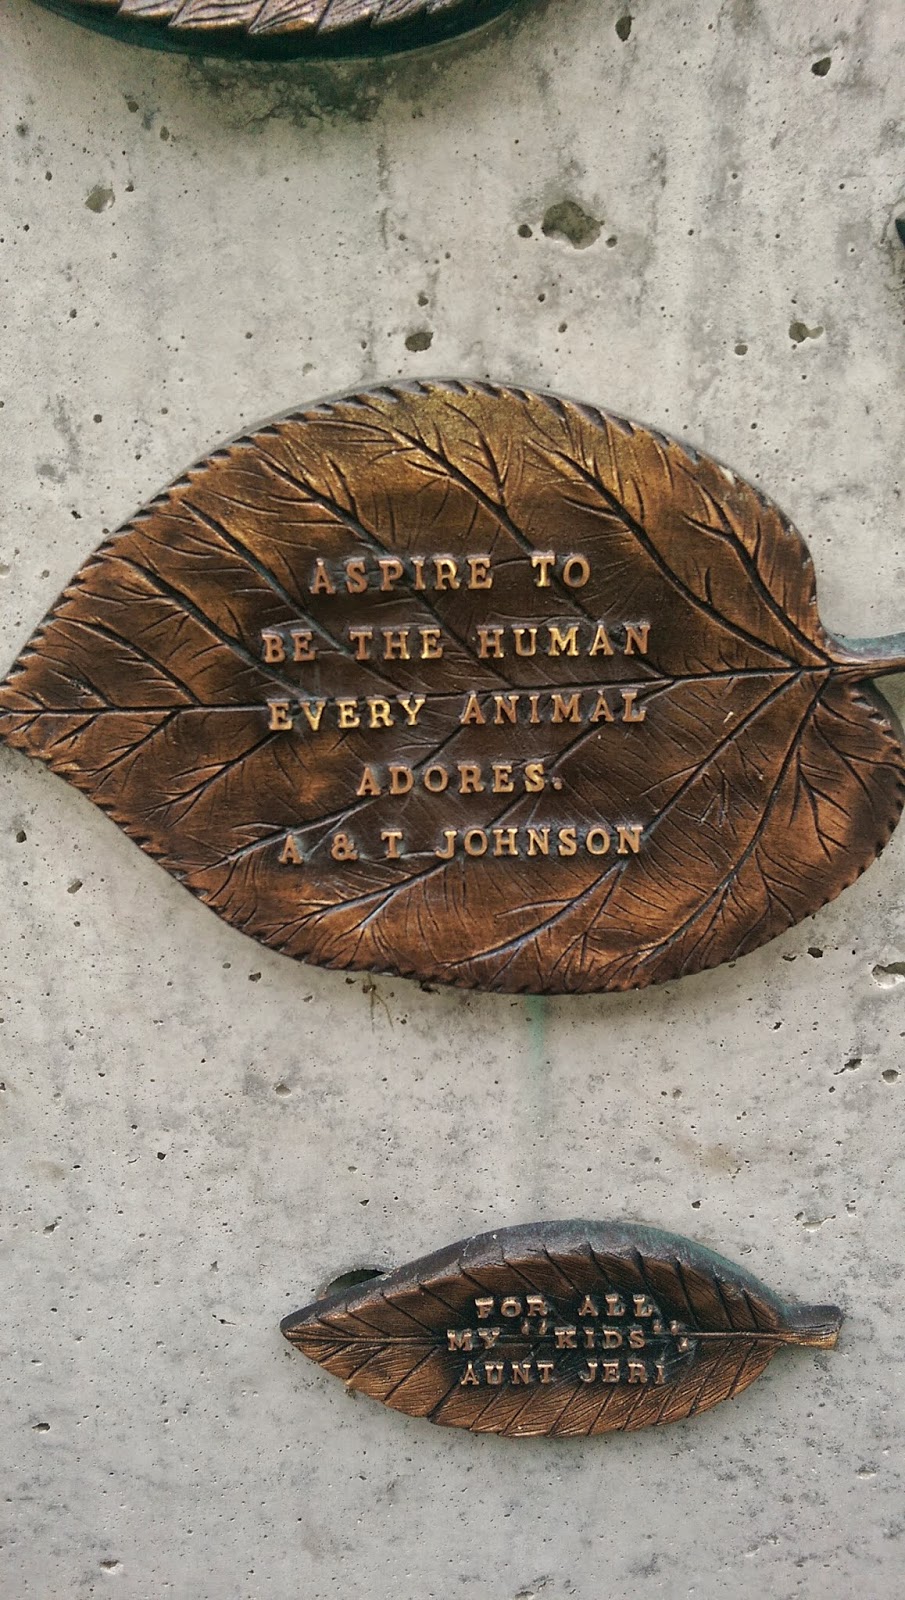 ASPIRE TO
BE THE HUMAN
EVERY ANIMAL
ADORES.
A & T JOHNSON
FOR ALL
MY "KIDS",
AUNT JERI